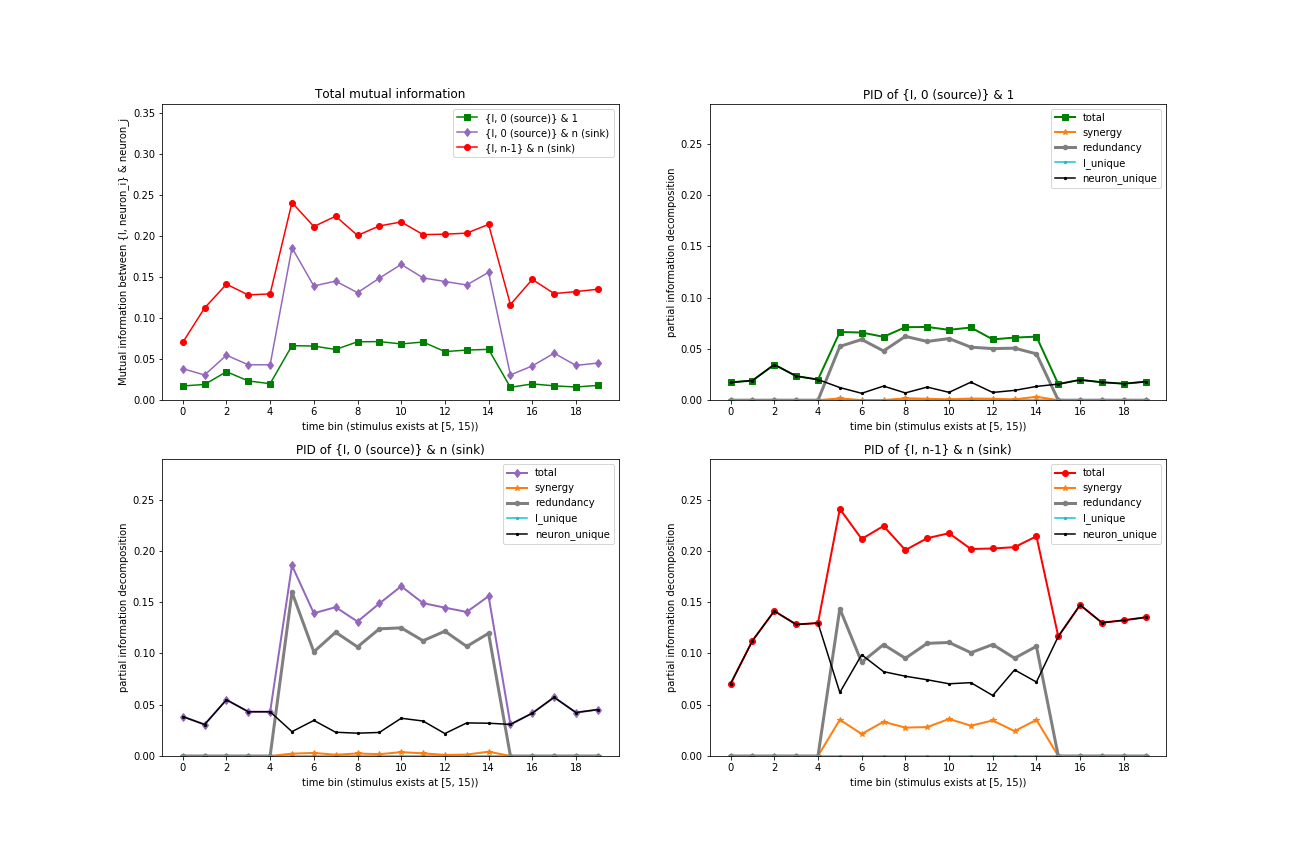 Total mutual information
Mutual information between {I, neuron_i} & neuron_j
0.35
0.30
0.25
0.20
0.15
0.10
0.05
0.00
{I, 0 (source)} & 1
{I, 0 (source)} & n (sink)
{I, n-1} & n (sink)
0 2 4 6 8 10 12 14 16 18
time bin (stimulus exists at [5, 15))
PID of {I, 0 (source)} & 1
partial information decomposition
0.25
0.20
0.15
0.10
0.05
0.00
total
synergy
redundancy
I_unique
neuron_unique
0 2 4 6 8 10 12 14 16 18
time bin (stimulus exists at [5, 15))
PID of {I, 0 (source)} & n (sink)
partial information decomposition
0.25
0.20
0.15
0.10
0.05
0.00
total
synergy
redundancy
I_unique
neuron_unique
0 2 4 6 8 10 12 14 16 18
time bin (stimulus exists at [5, 15))
PID of {I, n-1} & n (sink)
partial information decomposition
0.25
0.20
0.15
0.10
0.05
0.00
total
synergy
redundancy
I_unique
neuron_unique
0 2 4 6 8 10 12 14 16 18
time bin (stimulus exists at [5, 15))